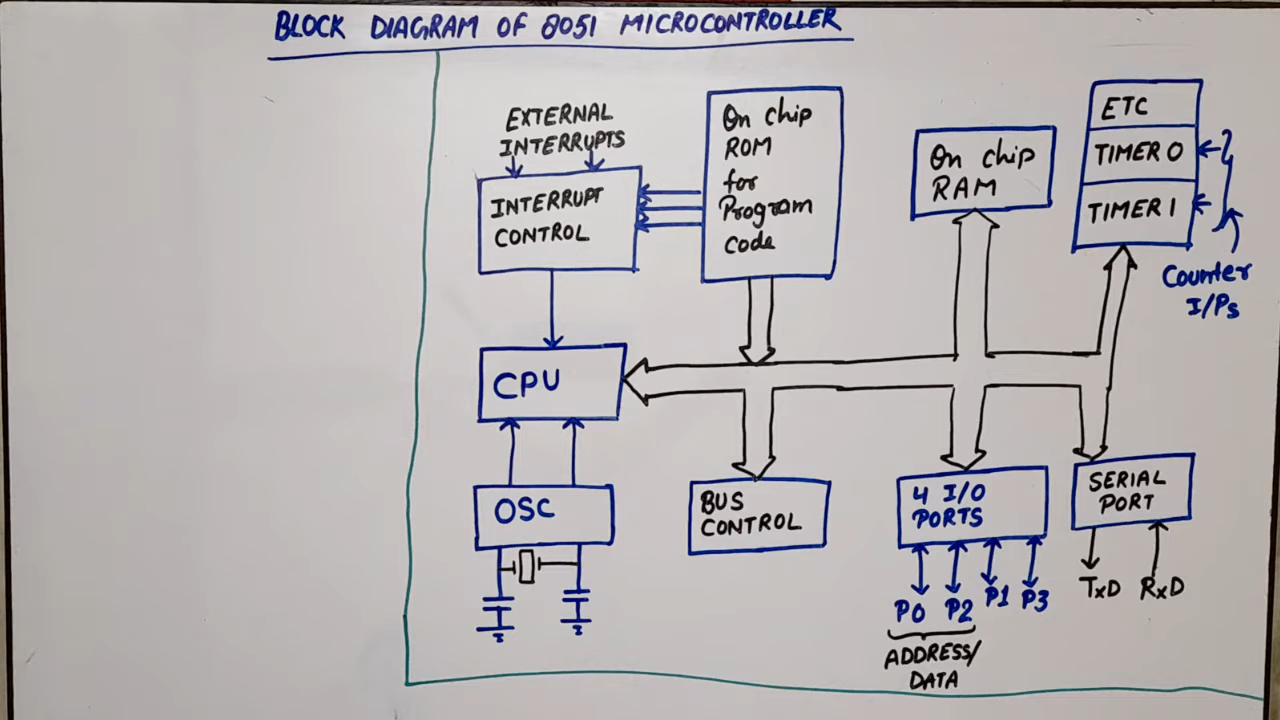 BLOCK DIAGRAM OF 8051 MICROCONTROLLER
EXTERNAL
INTERRUPTS
INTERRUPT
CONTROL
On chip
ROM
for
Program
code
On chip
RAM
ETC
TIMER 0
TIMER 1
Counter
I/Ps
CPU
OSC
BUS
CONTROL
4 I/O
PORTS
P0 P2 P1 P3
ADDRESS/
DATA
SERIAL
PORT
TxD RxD